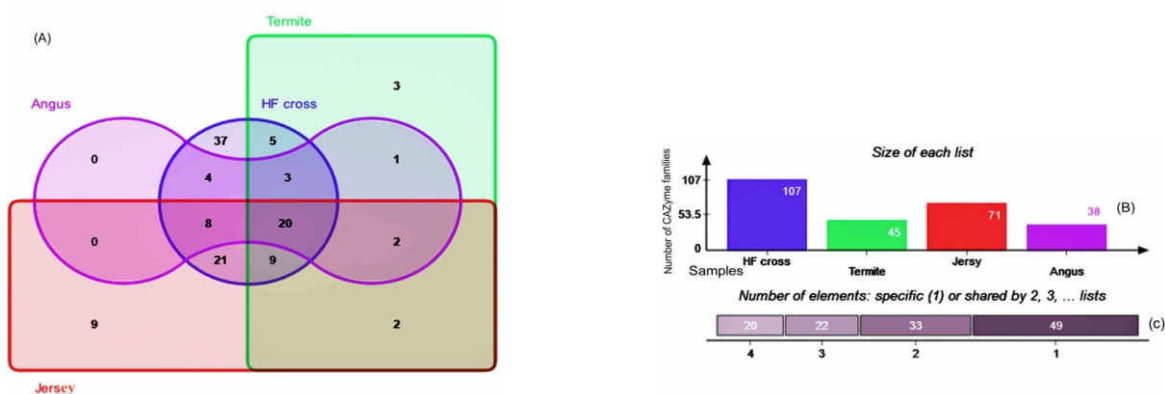 Termite
(A)
3
Angus
HF cross
37
5
0
1
4
3
8
20
0
2
21
9
9
2
Jersey
Size of each list
Number of CAZyme families
107
53.5
0
107
45
71
38
(B)
Samples
HF cross
Termite
Jersy
Angus
Number of elements: specific (1) or shared by 2, 3, ... lists
20
22
33
49
(c)
4
3
2
1